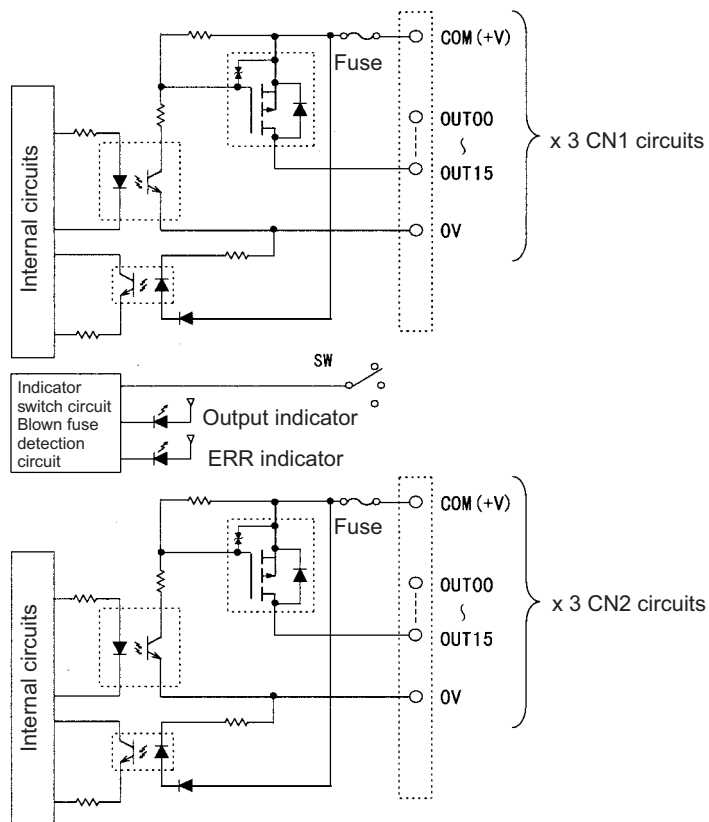 COM (+V)
Fuse
OUT00
∫
OUT15
x 3 CN1 circuits
0V
Internal circuits
SW
Indicator
switch circuit
Blown fuse
detection
circuit
Output indicator
ERR indicator
COM (+V)
Fuse
OUT00
∫
OUT15
x 3 CN2 circuits
0V
Internal circuits